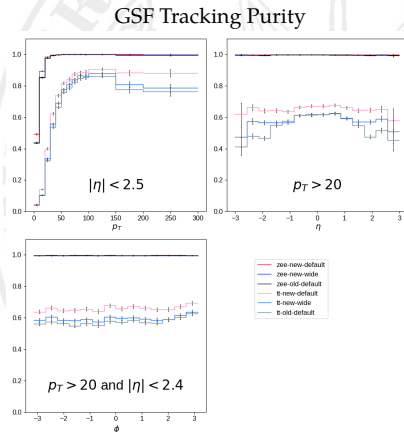 GSF Tracking Purity
1.0
0.8
0.6
0.4
0.2
0.0
|η| < 2.5
0 50 100 150 200 250 300
p_T
1.0
0.8
0.6
0.4
0.2
0.0
p_T > 20
−3 −2 −1 0 1 2 3
η
1.0
0.8
0.6
0.4
0.2
0.0
p_T > 20 and |η| < 2.4
−3 −2 −1 0 1 2 3
ϕ
zee-new-default
zee-new-wide
zee-old-default
tt-new-default
tt-new-wide
tt-old-default